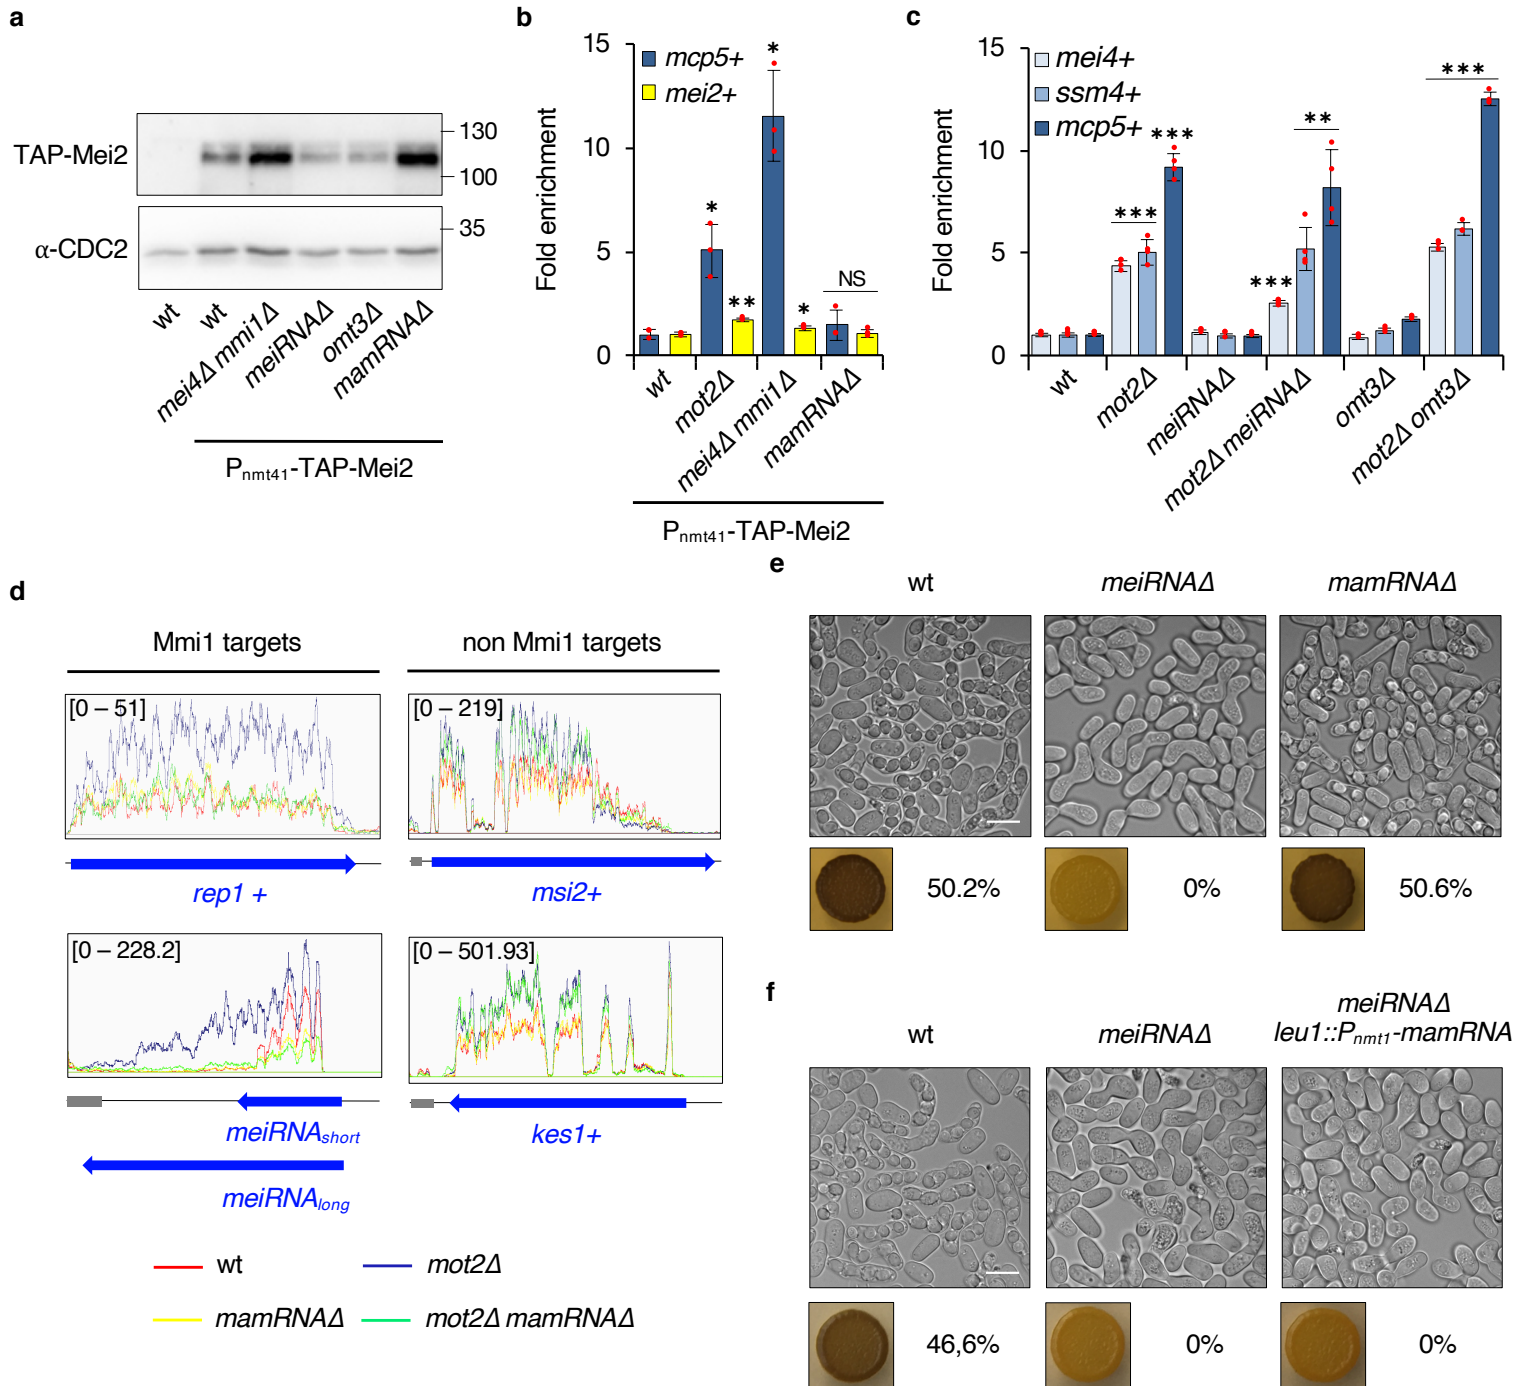 a
TAP-Mei2
130
100
α-CDC2
35
wt
wt
mei4Δ mmi1Δ
meiRNAΔ
omt3Δ
mamRNAΔ
Pnmt41-TAP-Mei2
b
Fold enrichment
15
10
5
0
mcp5+
mei2+
*
**
*
*
NS
wt
mot2Δ
mei4Δ mmi1Δ
mamRNAΔ
Pnmt41-TAP-Mei2
c
Fold enrichment
15
10
5
0
mei4+
ssm4+
mcp5+
***
***
***
**
***
wt
mot2Δ
meiRNAΔ
mot2Δ meiRNAΔ
omt3Δ
mot2Δ omt3Δ
d
Mmi1 targets
non Mmi1 targets
[0 – 51]
[0 – 219]
rep1 +
msi2+
[0 – 228.2]
[0 – 501.93]
meiRNAshort
kes1+
meiRNAlong
wt
mot2Δ
mamRNAΔ
mot2Δ mamRNAΔ
e
wt
meiRNAΔ
mamRNAΔ
50.2%
0%
50.6%
f
wt
meiRNAΔ
meiRNAΔ
leu1::Pnmt1-mamRNA
46,6%
0%
0%